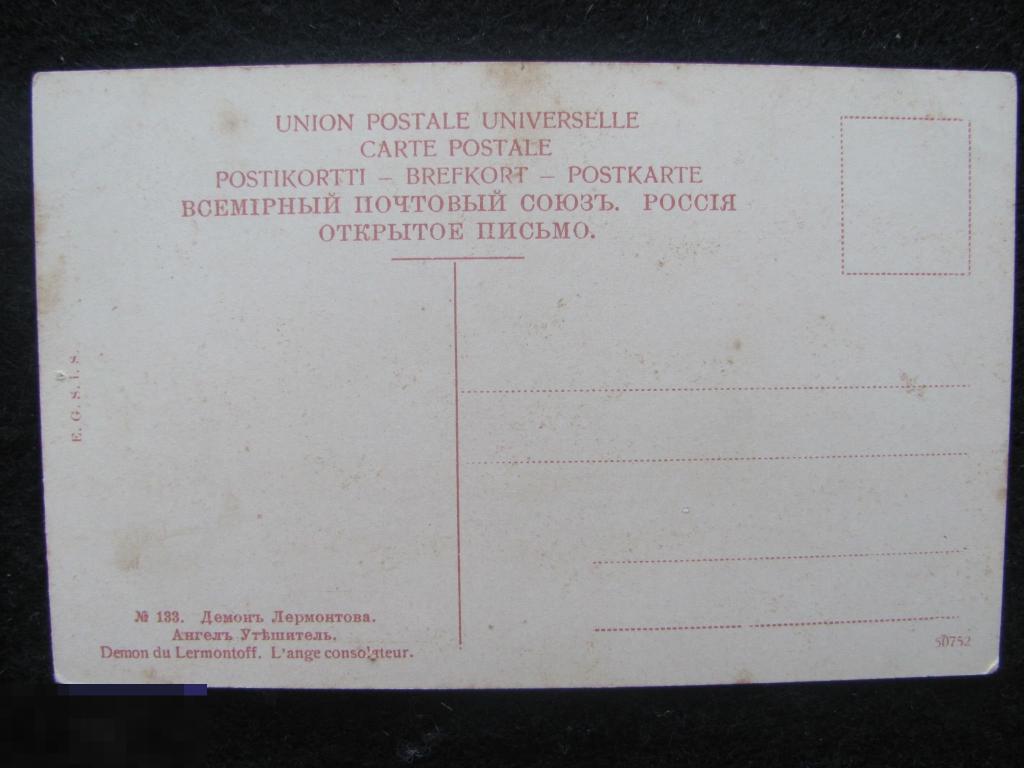 UNION POSTALE UNIVERSELLE
CARTE POSTALE
POSTIKORTTI – BREFKORT – POSTKARTE
ВСЕМІРНЫЙ ПОЧТОВЫЙ СОЮЗЪ. РОССІЯ
ОТКРЫТОЕ ПИСЬМО.
E. G. S. I. S.
№ 133. Демонъ Лермонтова.
Ангелъ Утѣшитель.
Demon du Lermontoff. L'ange consolateur.
50752